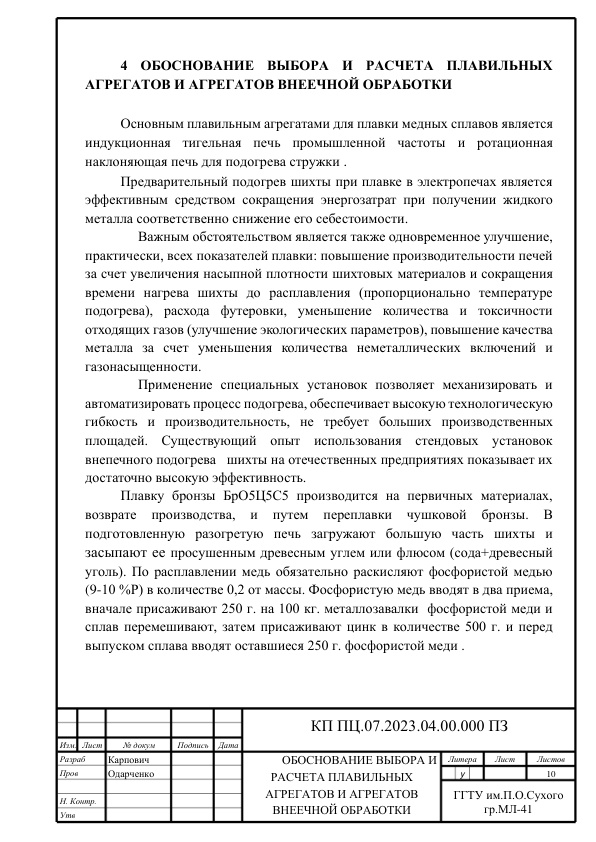 4 ОБОСНОВАНИЕ ВЫБОРА И РАСЧЕТА ПЛАВИЛЬНЫХ
АГРЕГАТОВ И АГРЕГАТОВ ВНЕЕЧНОЙ ОБРАБОТКИ
Основным плавильным агрегатами для плавки медных сплавов является
индукционная тигельная печь промышленной частоты и ротационная
наклоняющая печь для подогрева стружки .
Предварительный подогрев шихты при плавке в электропечах является
эффективным средством сокращения энергозатрат при получении жидкого
металла соответственно снижение его себестоимости.
Важным обстоятельством является также одновременное улучшение,
практически, всех показателей плавки: повышение производительности печей
за счет увеличения насыпной плотности шихтовых материалов и сокращения
времени нагрева шихты до расплавления (пропорционально температуре
подогрева), расхода футеровки, уменьшение количества и токсичности
отходящих газов (улучшение экологических параметров), повышение качества
металла за счет уменьшения количества неметаллических включений и
газонасыщенности.
Применение специальных установок позволяет механизировать и
автоматизировать процесс подогрева, обеспечивает высокую технологическую
гибкость и производительность, не требует больших производственных
площадей. Существующий опыт использования стендовых установок
внепечного подогрева шихты на отечественных предприятиях показывает их
достаточно высокую эффективность.
Плавку бронзы БрО5Ц5С5 производится на первичных материалах,
возврате производства, и путем переплавки чушковой бронзы. В
подготовленную разогретую печь загружают большую часть шихты и
засыпают ее просушенным древесным углем или флюсом (сода+древесный
уголь). По расплавлении медь обязательно раскисляют фосфористой медью
(9-10 %Р) в количестве 0,2 от массы. Фосфористую медь вводят в два приема,
вначале присаживают 250 г. на 100 кг. металлозавалки фосфористой меди и
сплав перемешивают, затем присаживают цинк в количестве 500 г. и перед
выпуском сплава вводят оставшиеся 250 г. фосфористой меди .
КП ПЦ.07.2023.04.00.000 ПЗ
Изм. Лист № докум Подпись Дата
Разраб Карпович
Пров Одарченко
Н. Контр.
Утв
ОБОСНОВАНИЕ ВЫБОРА И
РАСЧЕТА ПЛАВИЛЬНЫХ
АГРЕГАТОВ И АГРЕГАТОВ
ВНЕЕЧНОЙ ОБРАБОТКИ
Литера Лист Листов
у 10
ГГТУ им.П.О.Сухого
гр.МЛ-41